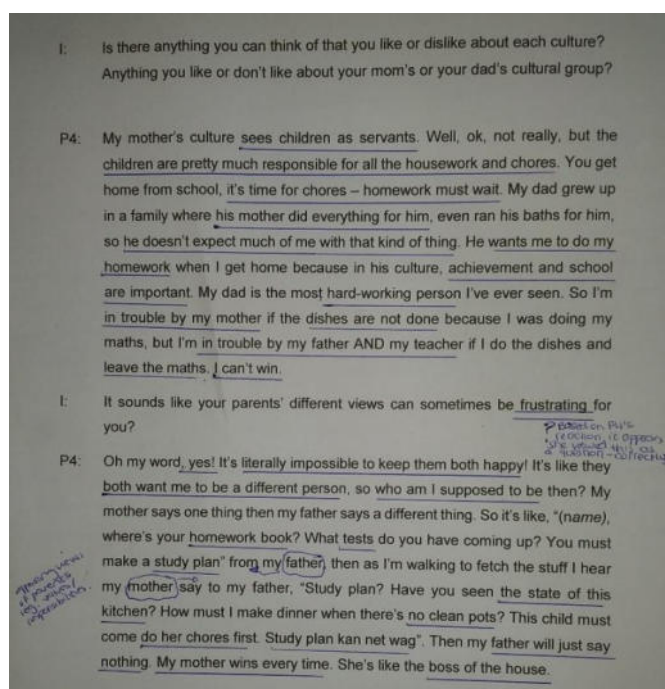 I: Is there anything you can think of that you like or dislike about each culture?
Anything you like or don't like about your mom's or your dad's cultural group?
P4: My mother's culture sees children as servants. Well, ok, not really, but the
children are pretty much responsible for all the housework and chores. You get
home from school, it's time for chores – homework must wait. My dad grew up
in a family where his mother did everything for him, even ran his baths for him,
so he doesn't expect much of me with that kind of thing. He wants me to do my
homework when I get home because in his culture, achievement and school
are important. My dad is the most hard-working person I've ever seen. So I'm
in trouble by my mother if the dishes are not done because I was doing my
maths, but I'm in trouble by my father AND my teacher if I do the dishes and
leave the maths. I can't win.
I: It sounds like your parents' different views can sometimes be frustrating for
you?
Based on P4's
reaction, it appears
she viewed this as
question - correctly
P4: Oh my word, yes! It's literally impossible to keep them both happy! It's like they
both want me to be a different person, so who am I supposed to be then? My
mother says one thing then my father says a different thing. So it's like, "(name),
where's your homework book? What tests do you have coming up? You must
make a study plan" from my father, then as I'm walking to fetch the stuff I hear
my mother say to my father, "Study plan? Have you seen the state of this
kitchen? How must I make dinner when there's no clean pots? This child must
come do her chores first. Study plan kan net wag". Then my father will just say
nothing. My mother wins every time. She's like the boss of the house.
views
of parents